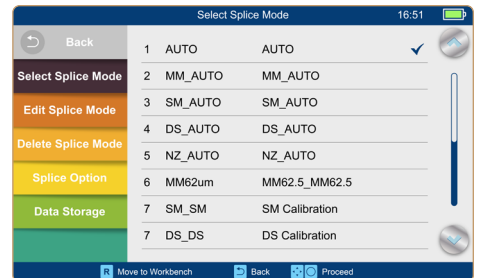 Select Splice Mode 16:51
Back
Select Splice Mode
Edit Splice Mode
Delete Splice Mode
Splice Option
Data Storage
1 AUTO AUTO
2 MM_AUTO MM_AUTO
3 SM_AUTO SM_AUTO
4 DS_AUTO DS_AUTO
5 NZ_AUTO NZ_AUTO
6 MM62um MM62.5_MM62.5
7 SM_SM SM Calibration
7 DS_DS DS Calibration
R Move to Workbench Back Proceed